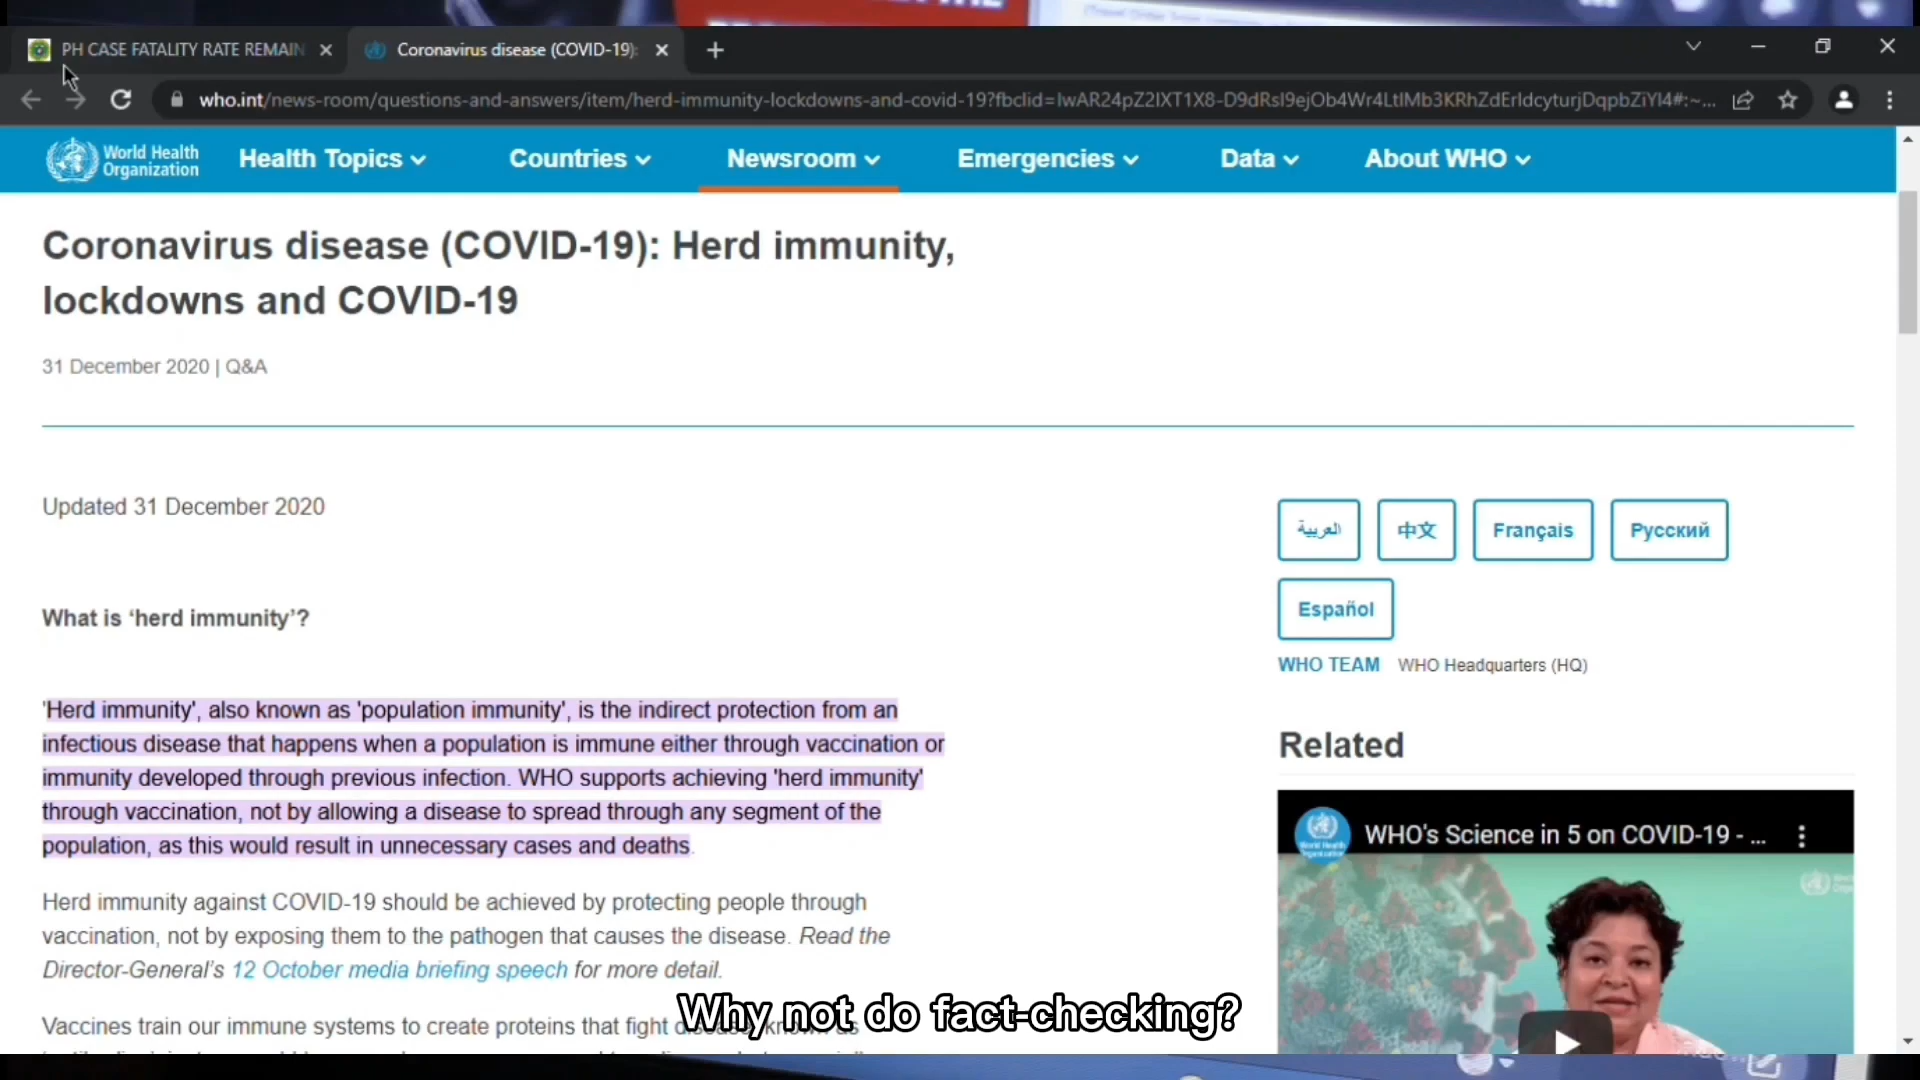 PH CASE FATALITY RATE REMAIN
Coronavirus disease (COVID-19):
who.int/news-room/questions-and-answers/item/herd-immunity-lockdowns-and-covid-19?fbclid=IwAR24pZ2IXT1X8-D9dRsI9ejOb4Wr4LtIMb3KRhZdErIdcyturjDqpbZiYI4#:~...
World Health
Organization
Health Topics
Countries
Newsroom
Emergencies
Data
About WHO
Coronavirus disease (COVID-19): Herd immunity,
lockdowns and COVID-19
31 December 2020 | Q&A
Updated 31 December 2020
العربية
中文
Français
Русский
Español
WHO TEAM WHO Headquarters (HQ)
What is ‘herd immunity’?
'Herd immunity', also known as 'population immunity', is the indirect protection from an
infectious disease that happens when a population is immune either through vaccination or
immunity developed through previous infection. WHO supports achieving 'herd immunity'
through vaccination, not by allowing a disease to spread through any segment of the
population, as this would result in unnecessary cases and deaths.
Herd immunity against COVID-19 should be achieved by protecting people through
vaccination, not by exposing them to the pathogen that causes the disease. Read the
Director-General’s 12 October media briefing speech for more detail.
Vaccines train our immune systems to create proteins that fight
Related
WHO's Science in 5 on COVID-19 - ...
Why not do fact-checking?